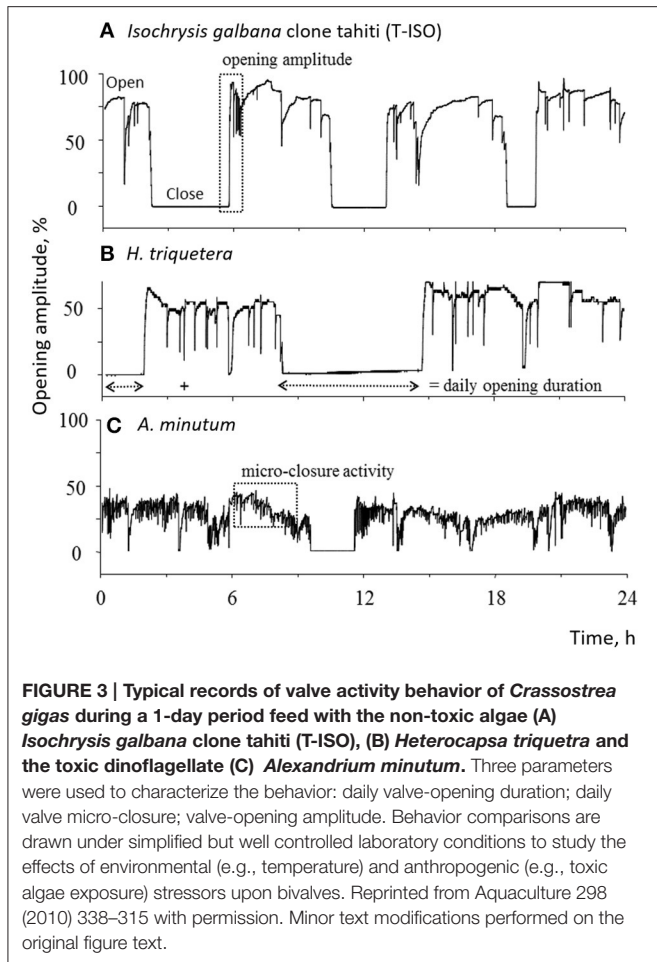 A Isochrysis galbana clone tahiti (T-ISO)
opening amplitude
100
Open
50
Close
0
B H. triquetera
50
0
+
= daily opening duration
C A. minutum
100
micro-closure activity
50
0
Opening amplitude, %
0 6 12 18 24
Time, h
FIGURE 3 | Typical records of valve activity behavior of Crassostrea
gigas during a 1-day period feed with the non-toxic algae (A)
Isochrysis galbana clone tahiti (T-ISO), (B) Heterocapsa triquetra and
the toxic dinoflagellate (C) Alexandrium minutum. Three parameters
were used to characterize the behavior: daily valve-opening duration; daily
valve micro-closure; valve-opening amplitude. Behavior comparisons are
drawn under simplified but well controlled laboratory conditions to study the
effects of environmental (e.g., temperature) and anthropogenic (e.g., toxic
algae exposure) stressors upon bivalves. Reprinted from Aquaculture 298
(2010) 338–315 with permission. Minor text modifications performed on the
original figure text.